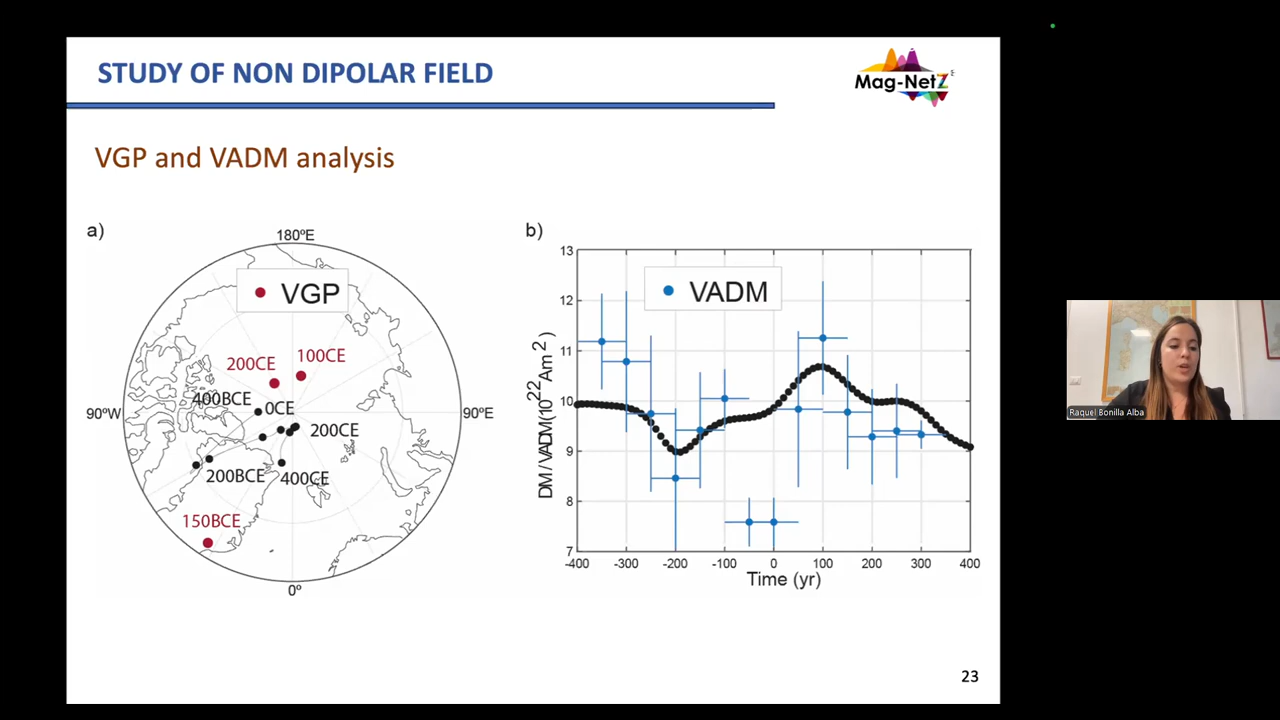 STUDY OF NON DIPOLAR FIELD
Mag-NetZ
VGP and VADM analysis
a)
180ºE
VGP
200CE
100CE
400BCE
0CE
90ºW
90ºE
200CE
200BCE
400CE
150BCE
0º
b)
VADM
13
12
11
10
9
8
7
DM / VADM(10²² Am²)
-400
-300
-200
-100
0
100
200
300
400
Time (yr)
23
Raquel Bonilla Alba